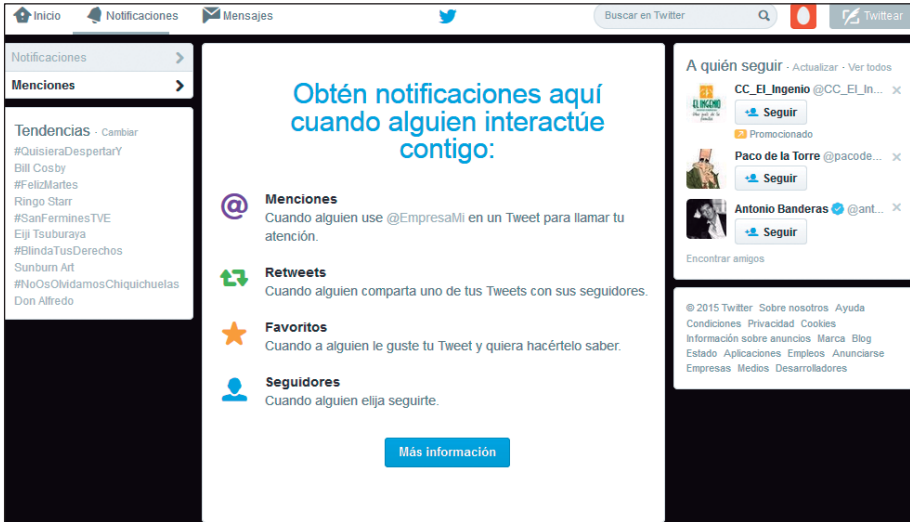 Inicio Notificaciones Mensajes Buscar en Twitter Twittear
Notificaciones
Menciones
Tendencias · Cambiar
#QuisieraDespertarY
Bill Cosby
#FelizMartes
Ringo Starr
#SanFerminesTVE
Eiji Tsuburaya
#BlindaTusDerechos
Sunburn Art
#NoOsOlvidamosChiquichuelas
Don Alfredo
Obtén notificaciones aquí
cuando alguien interactúe
contigo:
@ Menciones
Cuando alguien use @EmpresaMi en un Tweet para llamar tu
atención.
Retweets
Cuando alguien comparta uno de tus Tweets con sus seguidores.
Favoritos
Cuando a alguien le guste tu Tweet y quiera hacértelo saber.
Seguidores
Cuando alguien elija seguirte.
Más información
A quién seguir · Actualizar · Ver todos
CC_El_Ingenio @CC_El_In...
EL INGENIO
Seguir
Promocionado
Paco de la Torre @pacode...
Seguir
Antonio Banderas @ant...
Seguir
Encontrar amigos
© 2015 Twitter Sobre nosotros Ayuda
Condiciones Privacidad Cookies
Información sobre anuncios Marca Blog
Estado Aplicaciones Empleos Anunciarse
Empresas Medios Desarrolladores